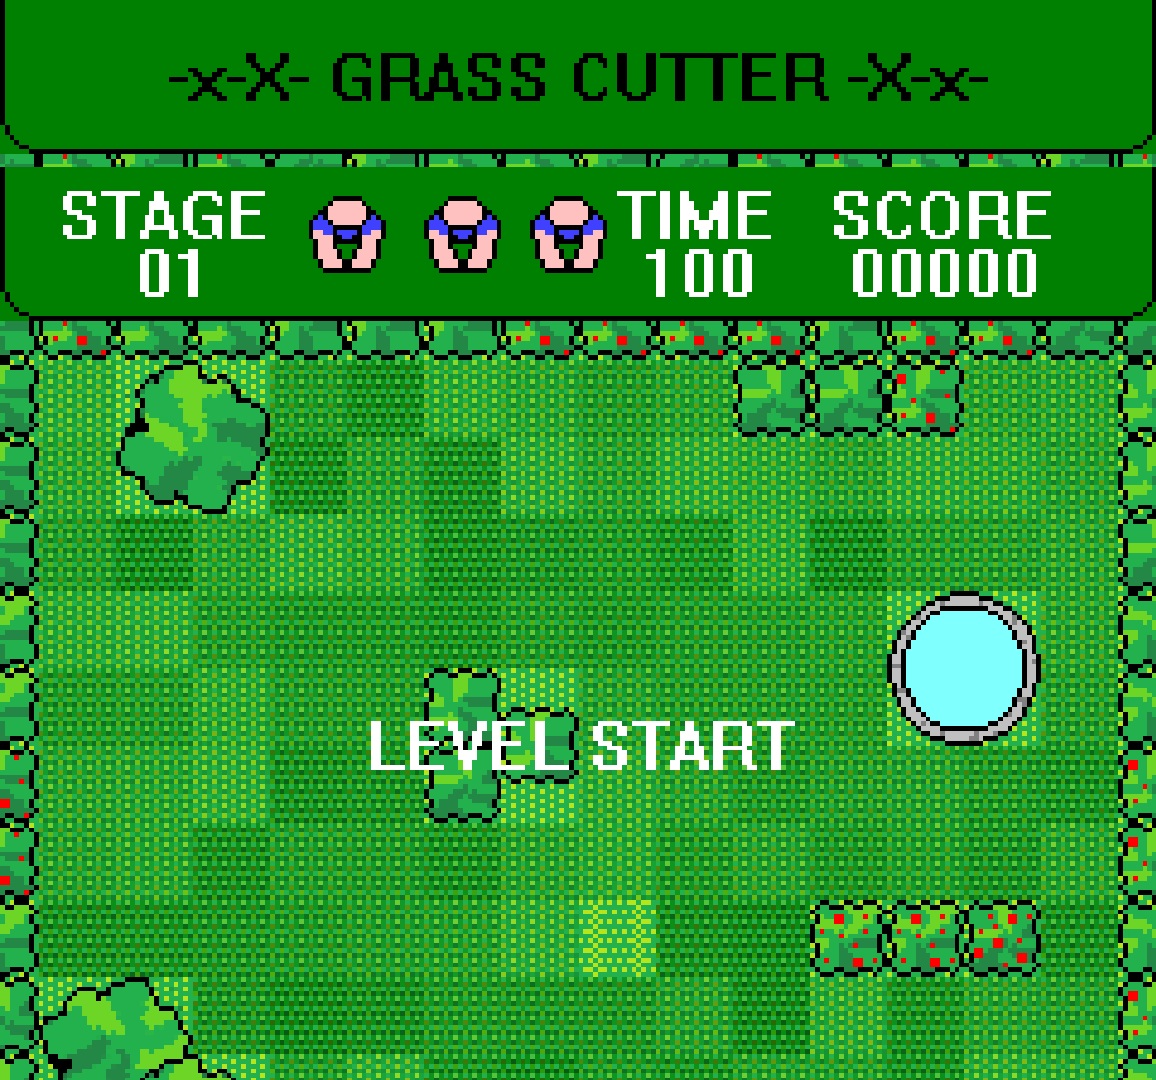 -x-X- GRASS CUTTER -X-x-
STAGE TIME SCORE
01 100 00000
LEVEL START